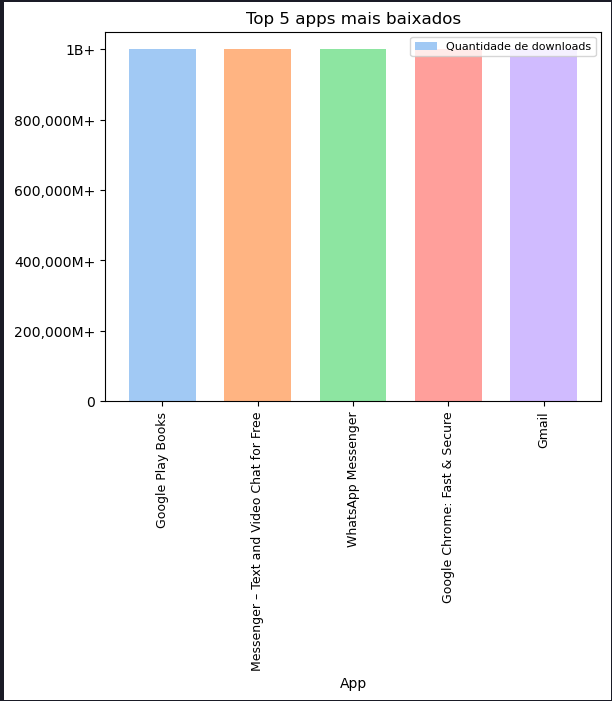 Top 5 apps mais baixados
Quantidade de downloads
1B+
800,000M+
600,000M+
400,000M+
200,000M+
0
Google Play Books
Messenger – Text and Video Chat for Free
WhatsApp Messenger
Google Chrome: Fast & Secure
Gmail
App